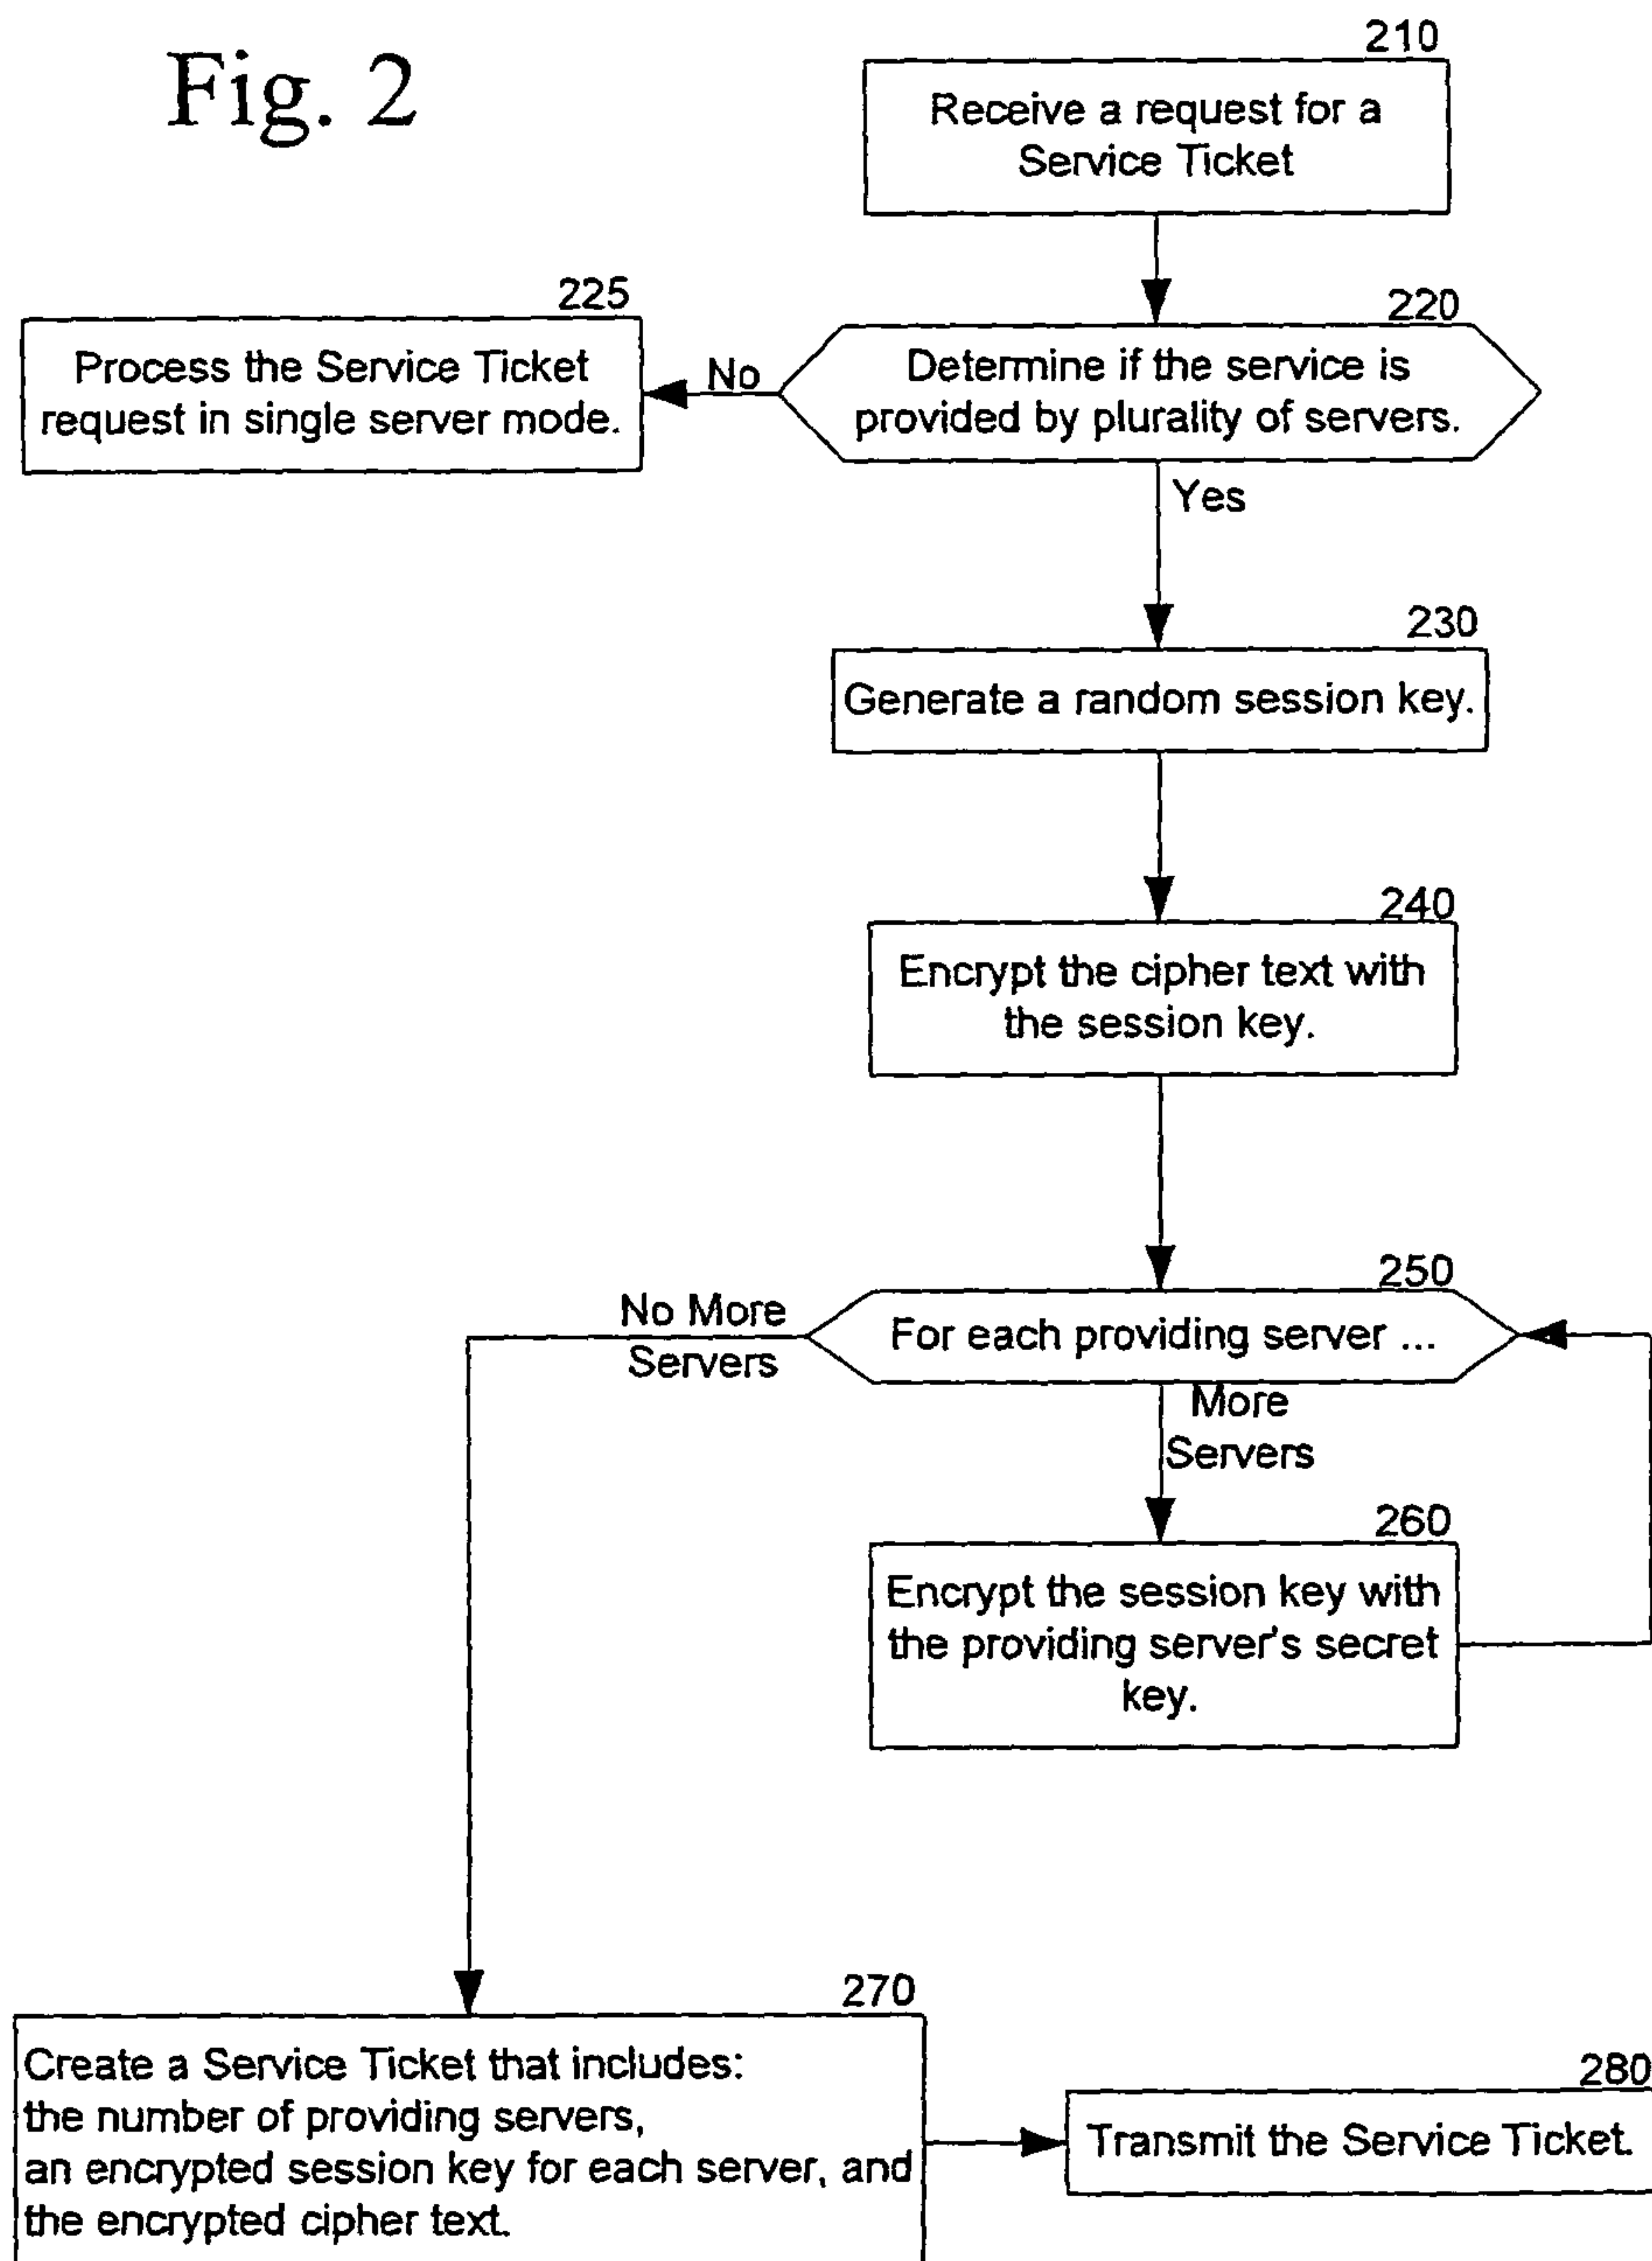 Fig. 2
210
Receive a request for a
Service Ticket
225
Process the Service Ticket
request in single server mode.
No
220
Determine if the service is
provided by plurality of servers.
Yes
230
Generate a random session key.
240
Encrypt the cipher text with
the session key.
250
For each providing server ...
No More
Servers
More
Servers
260
Encrypt the session key with
the providing server's secret
key.
270
Create a Service Ticket that includes:
the number of providing servers,
an encrypted session key for each server, and
the encrypted cipher text.
280
Transmit the Service Ticket.